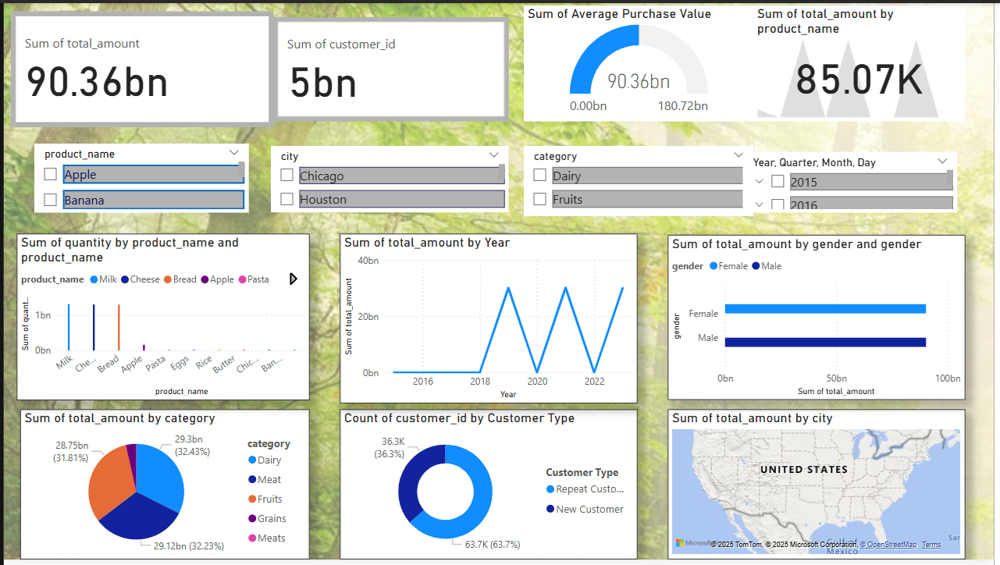 Sum of total_amount
90.36bn
Sum of customer_id
5bn
Sum of Average Purchase Value
90.36bn
0.00bn
180.72bn
Sum of total_amount by
product_name
85.07K
product_name
Apple
Banana
city
Chicago
Houston
category
Dairy
Fruits
Year, Quarter, Month, Day
2015
2016
Sum of quantity by product_name and
product_name
product_name Milk Cheese Bread Apple Pasta
Sum of quant...
1bn
0bn
Milk Che... Bread Apple Pasta Eggs Rice Butter Chic... Ban...
product_name
Sum of total_amount by Year
Sum of total_amount
40bn
20bn
0bn
2016 2018 2020 2022
Year
Sum of total_amount by gender and gender
gender Female Male
gender
Female
Male
0bn 50bn 100bn
Sum of total_amount
Sum of total_amount by category
28.75bn
(31.81%)
29.3bn
(32.43%)
29.12bn (32.23%)
category
Dairy
Meat
Fruits
Grains
Meats
Count of customer_id by Customer Type
36.3K
(36.3%)
63.7K (63.7%)
Customer Type
Repeat Custo...
New Customer
Sum of total_amount by city
UNITED STATES
Gulf of
Mexico
Sar
Microsoft
© 2025 TomTom, © 2025 Microsoft Corporation, © OpenStreetMap Terms